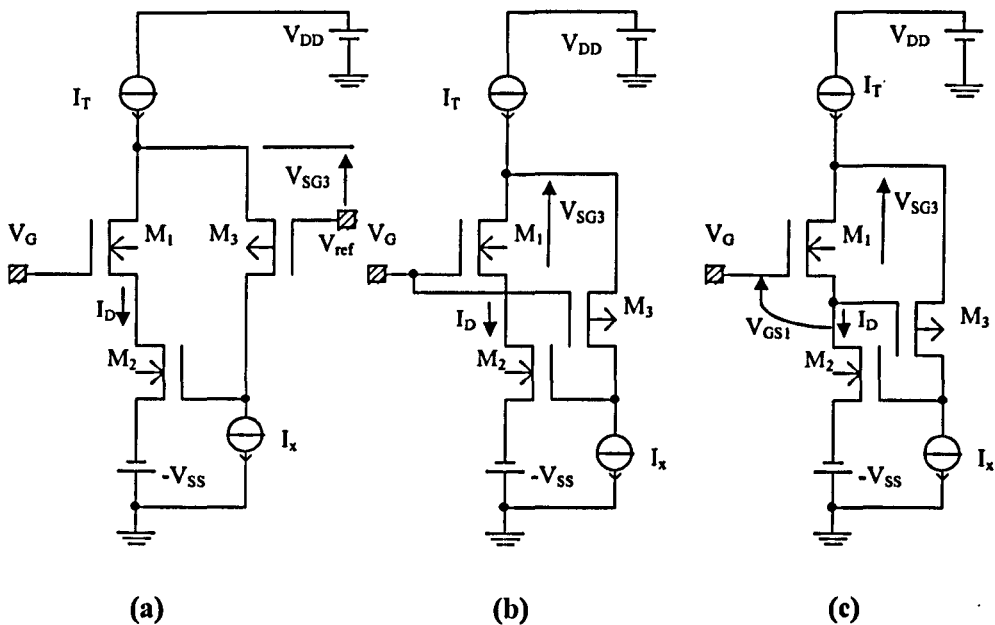 V_DD
I_T
V_SG3
V_G
M_1
M_3
V_ref
I_D
M_2
I_x
-V_SS
(a)
V_DD
I_T
V_SG3
V_G
M_1
I_D
M_3
M_2
I_x
-V_SS
(b)
V_DD
I_T
V_SG3
V_G
M_1
V_GS1
I_D
M_3
M_2
I_x
-V_SS
(c)